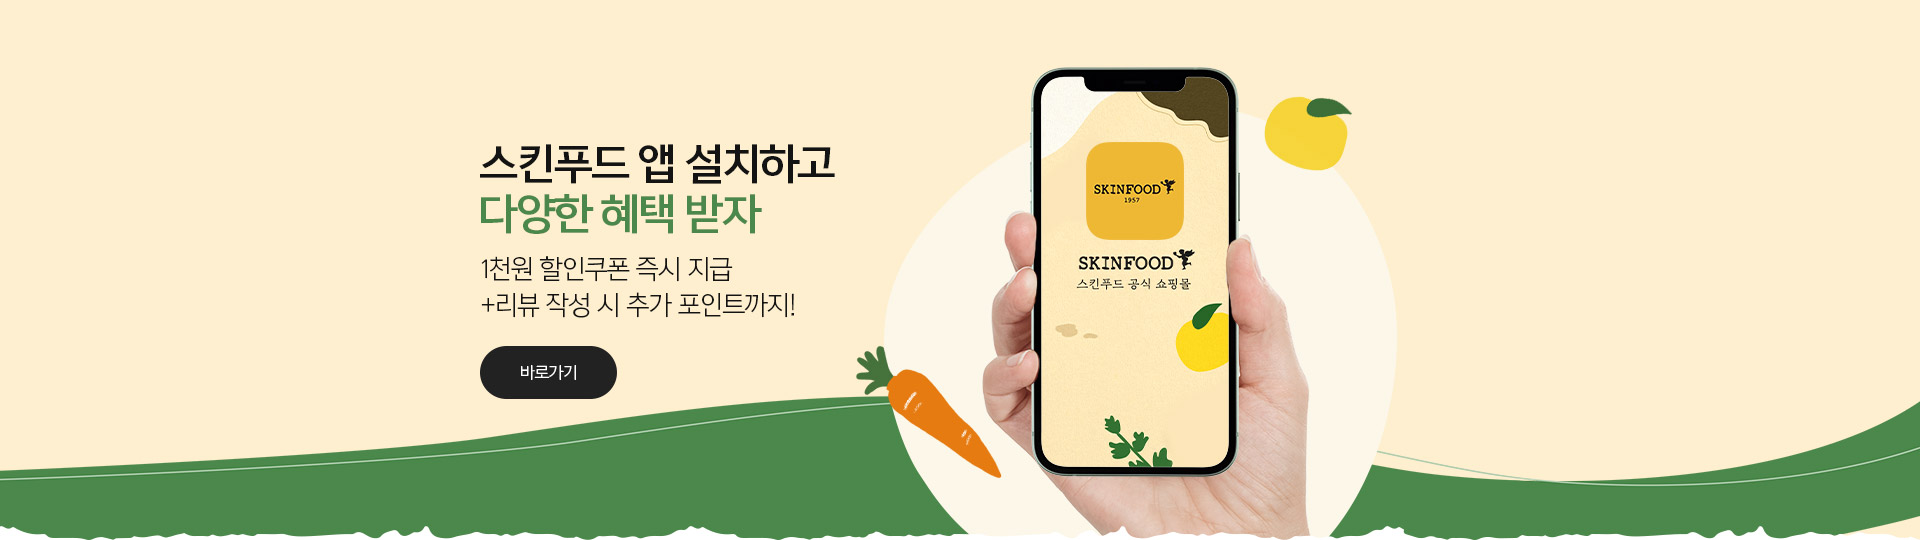 스킨푸드 앱 설치하고
다양한 혜택 받자
1천원 할인쿠폰 즉시 지급
+리뷰 작성 시 추가 포인트까지!
바로가기
SKINFOOD
1957
SKINFOOD
스킨푸드 공식 쇼핑몰